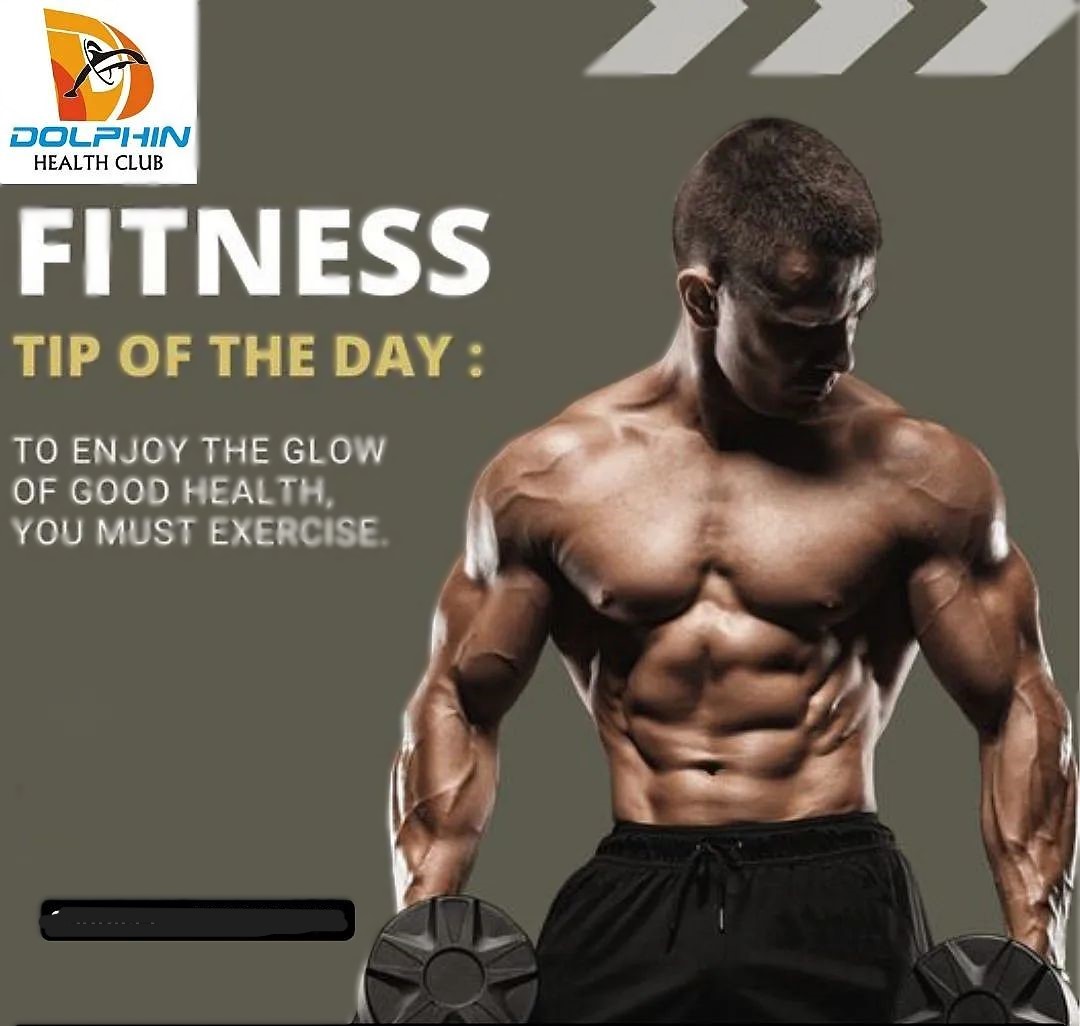 DOLPHIN
HEALTH CLUB
FITNESS
TIP OF THE DAY :
TO ENJOY THE GLOW
OF GOOD HEALTH,
YOU MUST EXERCISE.